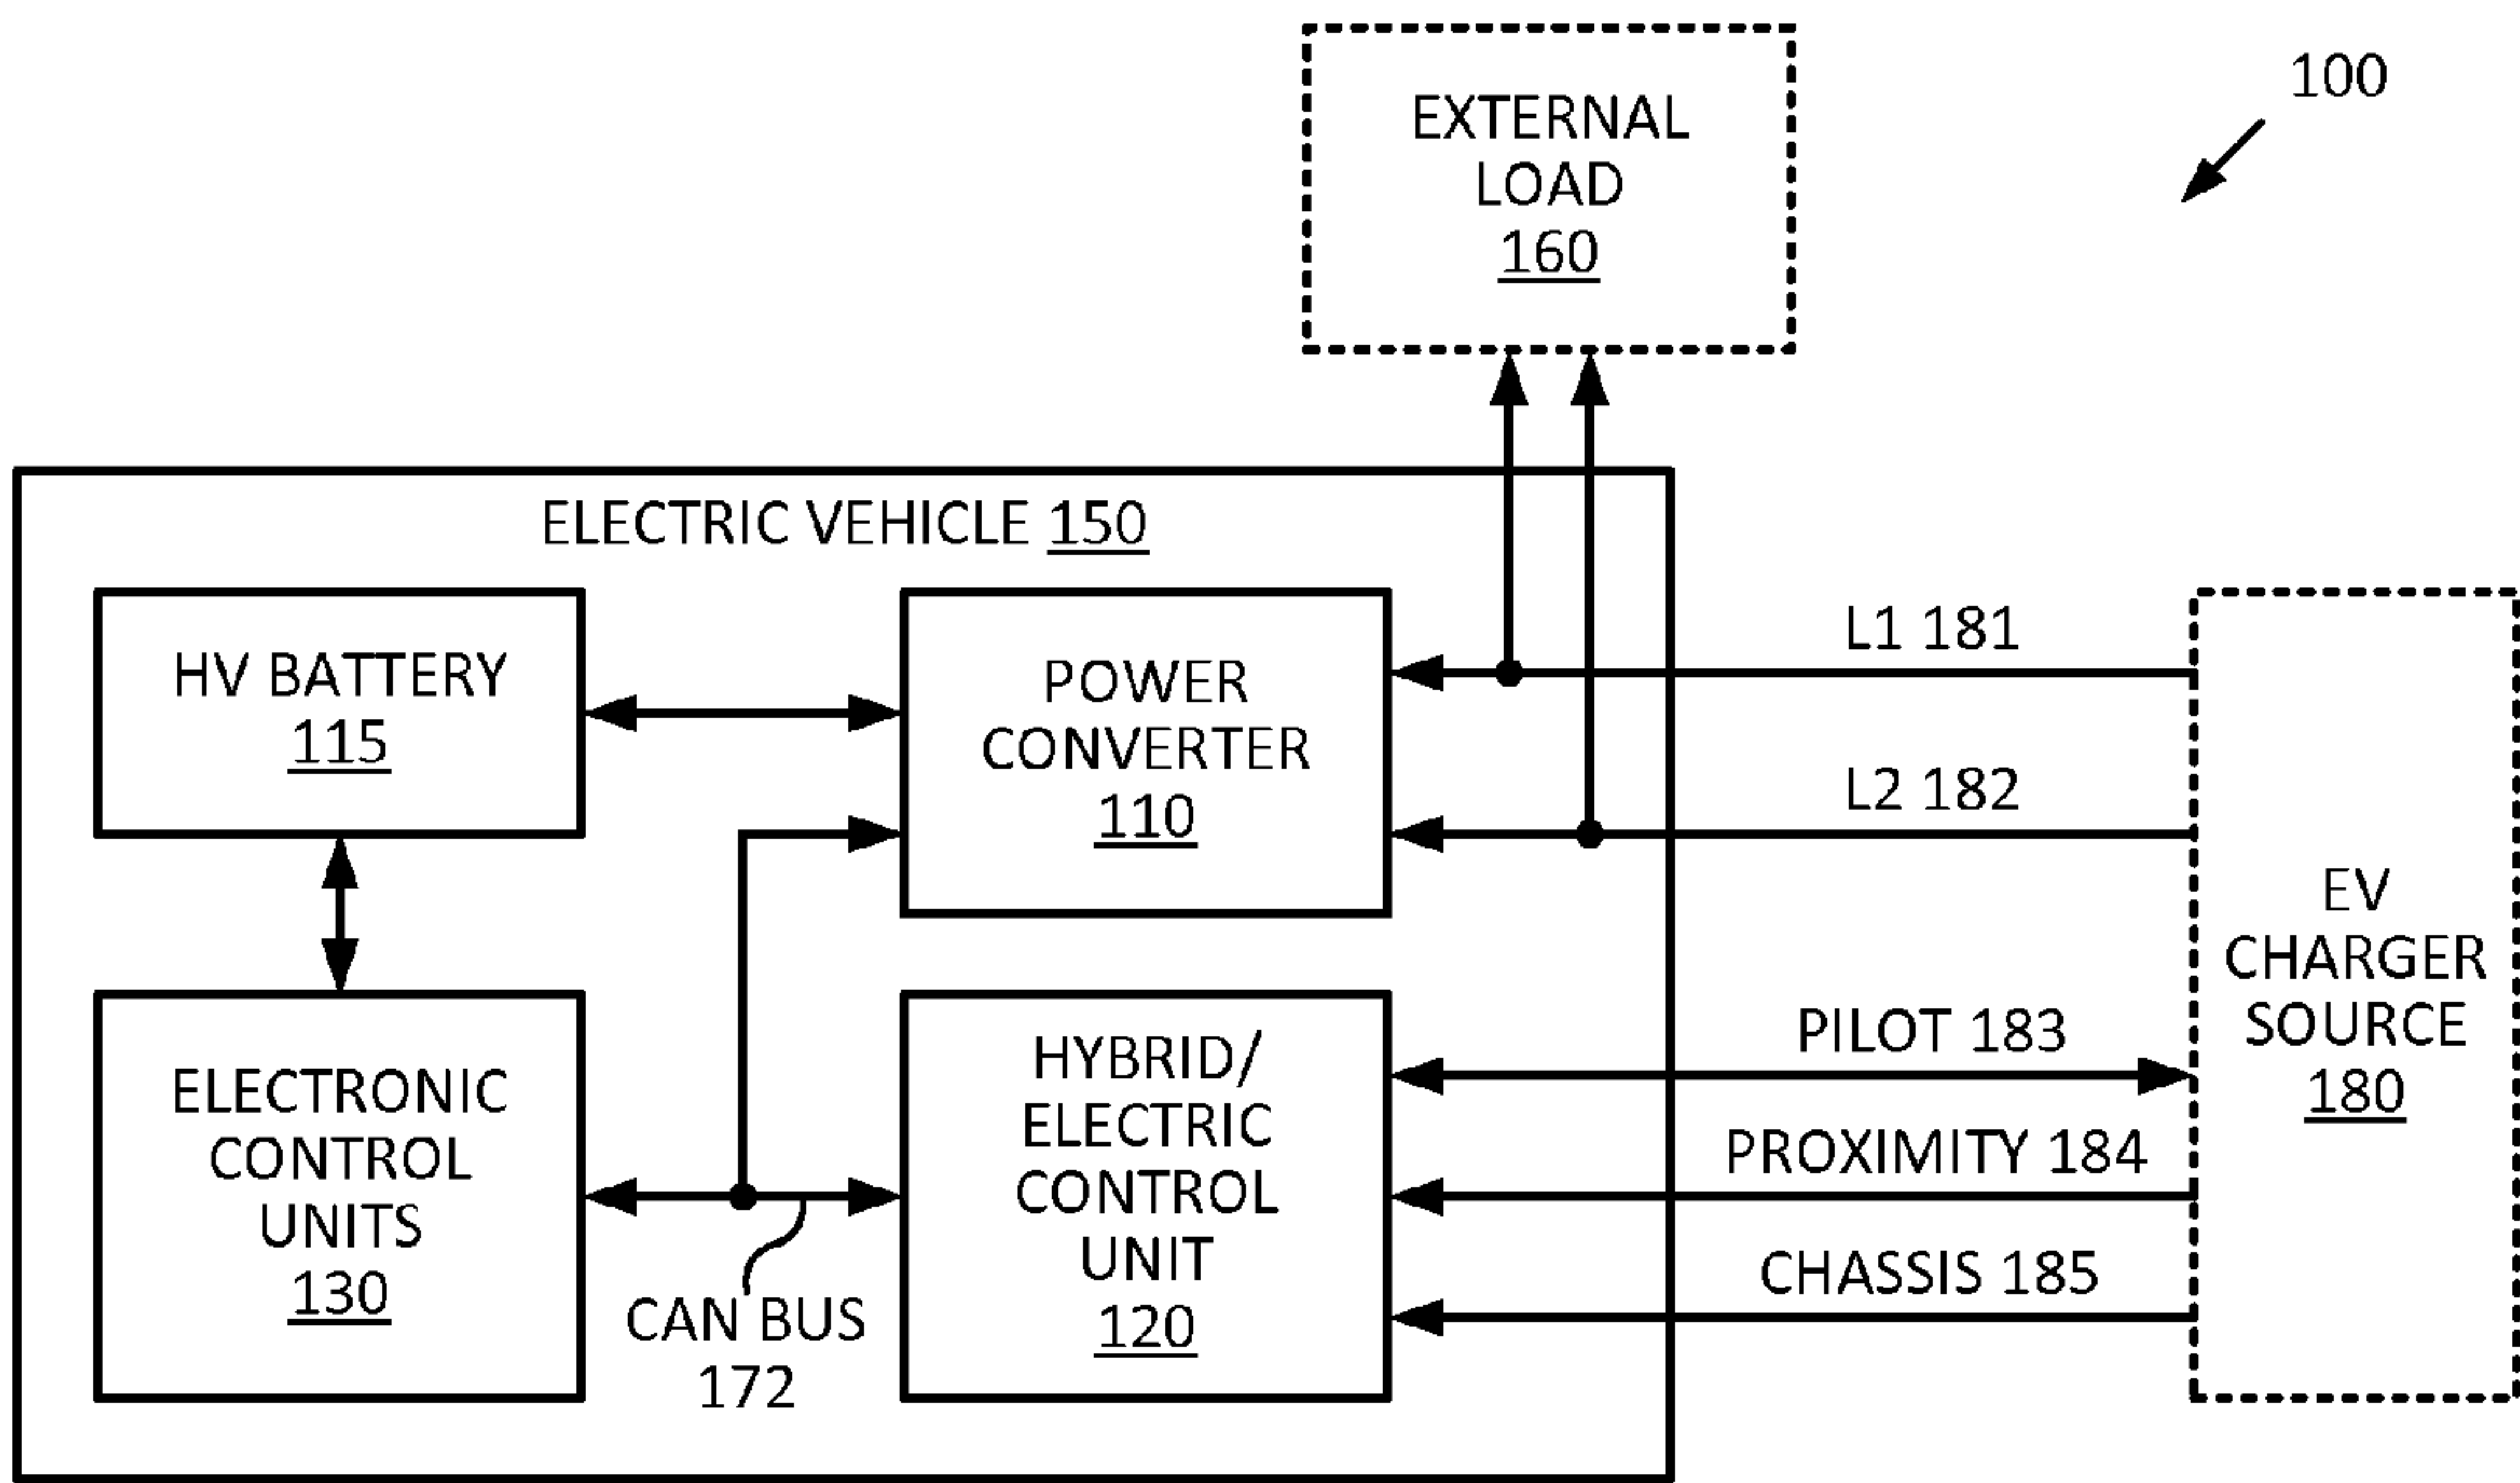 100
EXTERNAL
LOAD
160
ELECTRIC VEHICLE 150
HV BATTERY
115
POWER
CONVERTER
110
L1 181
L2 182
EV
CHARGER
SOURCE
180
ELECTRONIC
CONTROL
UNITS
130
CAN BUS
172
HYBRID/
ELECTRIC
CONTROL
UNIT
120
PILOT 183
PROXIMITY 184
CHASSIS 185